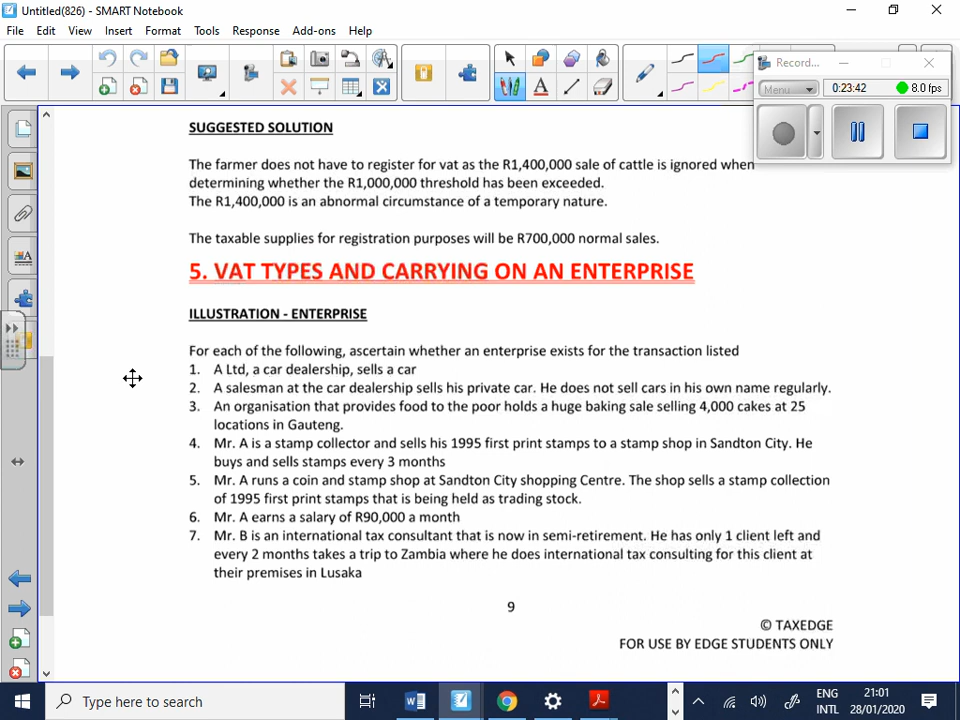 Untitled(826) - SMART Notebook
File Edit View Insert Format Tools Response Add-ons Help
Record...
Menu 0:23:42 8.0 fps
SUGGESTED SOLUTION
The farmer does not have to register for vat as the R1,400,000 sale of cattle is ignored when
determining whether the R1,000,000 threshold has been exceeded.
The R1,400,000 is an abnormal circumstance of a temporary nature.
The taxable supplies for registration purposes will be R700,000 normal sales.
5. VAT TYPES AND CARRYING ON AN ENTERPRISE
ILLUSTRATION - ENTERPRISE
For each of the following, ascertain whether an enterprise exists for the transaction listed
1. A Ltd, a car dealership, sells a car
2. A salesman at the car dealership sells his private car. He does not sell cars in his own name regularly.
3. An organisation that provides food to the poor holds a huge baking sale selling 4,000 cakes at 25
locations in Gauteng.
4. Mr. A is a stamp collector and sells his 1995 first print stamps to a stamp shop in Sandton City. He
buys and sells stamps every 3 months
5. Mr. A runs a coin and stamp shop at Sandton City shopping Centre. The shop sells a stamp collection
of 1995 first print stamps that is being held as trading stock.
6. Mr. A earns a salary of R90,000 a month
7. Mr. B is an international tax consultant that is now in semi-retirement. He has only 1 client left and
every 2 months takes a trip to Zambia where he does international tax consulting for this client at
their premises in Lusaka
9
© TAXEDGE
FOR USE BY EDGE STUDENTS ONLY
Type here to search
ENG 21:01
INTL 28/01/2020